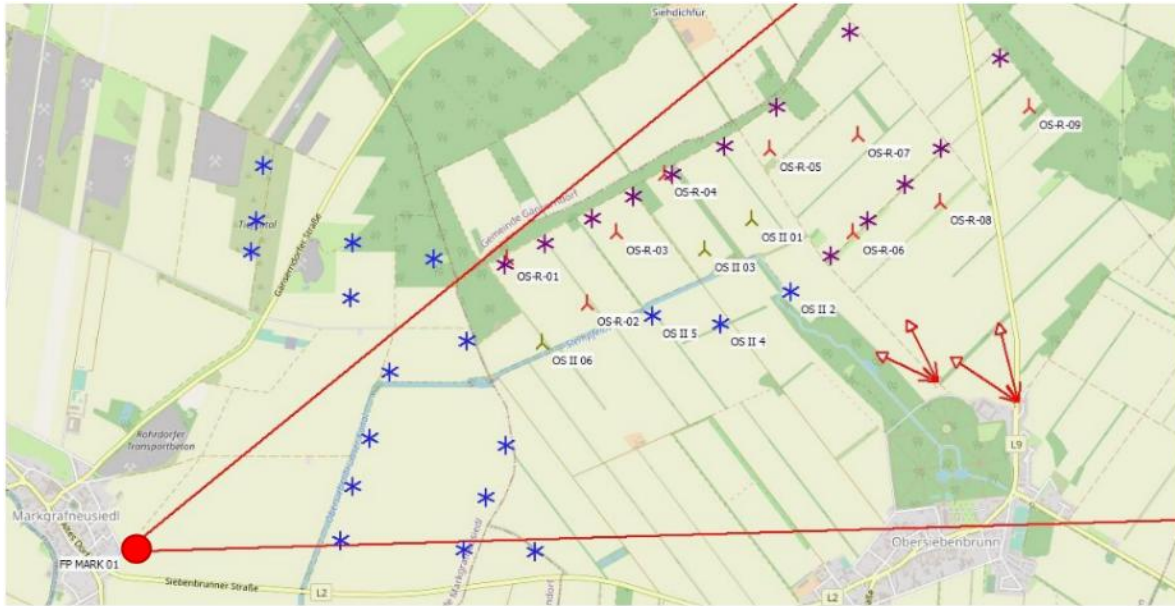 Siehdichfür
OS-R-09
OS-R-05
OS-R-07
OS-R-04
Gänserndorfer Straße
Gemeinde Gänserndorf
OS-R-08
OS II 01
OS-R-03
OS-R-06
OS II 03
OS-R-01
OS II 2
OS-R-02
OS II 5
OS II 4
OS II 06
Rohrdorfer
Transportbeton
L9
Markgrafneusiedl
Altes Dorf
Obersiebenbrunn
FP MARK 01
Siebenbrunner Straße
L2
L2